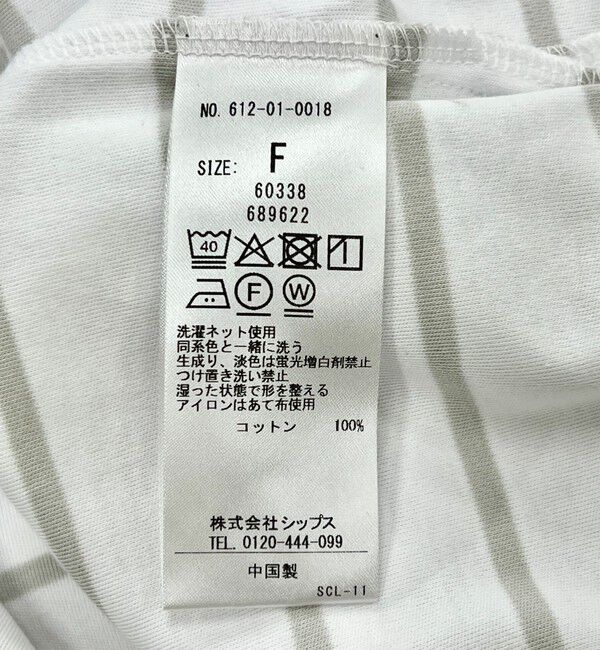 NO. 612-01-0018
SIZE: F
60338
689622
40
F W
洗濯ネット使用
同系色と一緒に洗う
生成り、淡色は蛍光増白剤禁止
つけ置き洗い禁止
湿った状態で形を整える
アイロンはあて布使用
コットン 100%
株式会社シップス
TEL. 0120-444-099
中国製
SCL-11